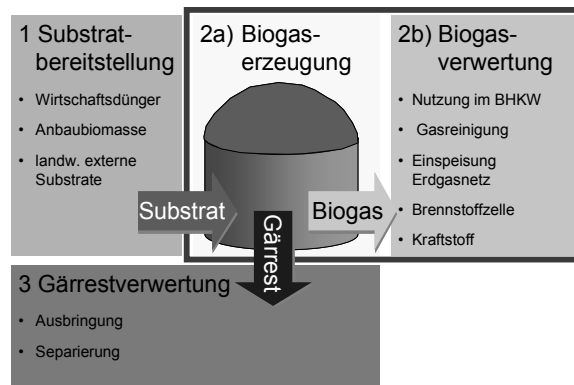 1 Substrat-
bereitstellung
• Wirtschaftsdünger
• Anbaubiomasse
• landw. externe
Substrate
2a) Biogas-
erzeugung
2b) Biogas-
verwertung
• Nutzung im BHKW
• Gasreinigung
• Einspeisung
Erdgasnetz
• Brennstoffzelle
• Kraftstoff
Substrat
Biogas
Gärrest
3 Gärrestverwertung
• Ausbringung
• Separierung